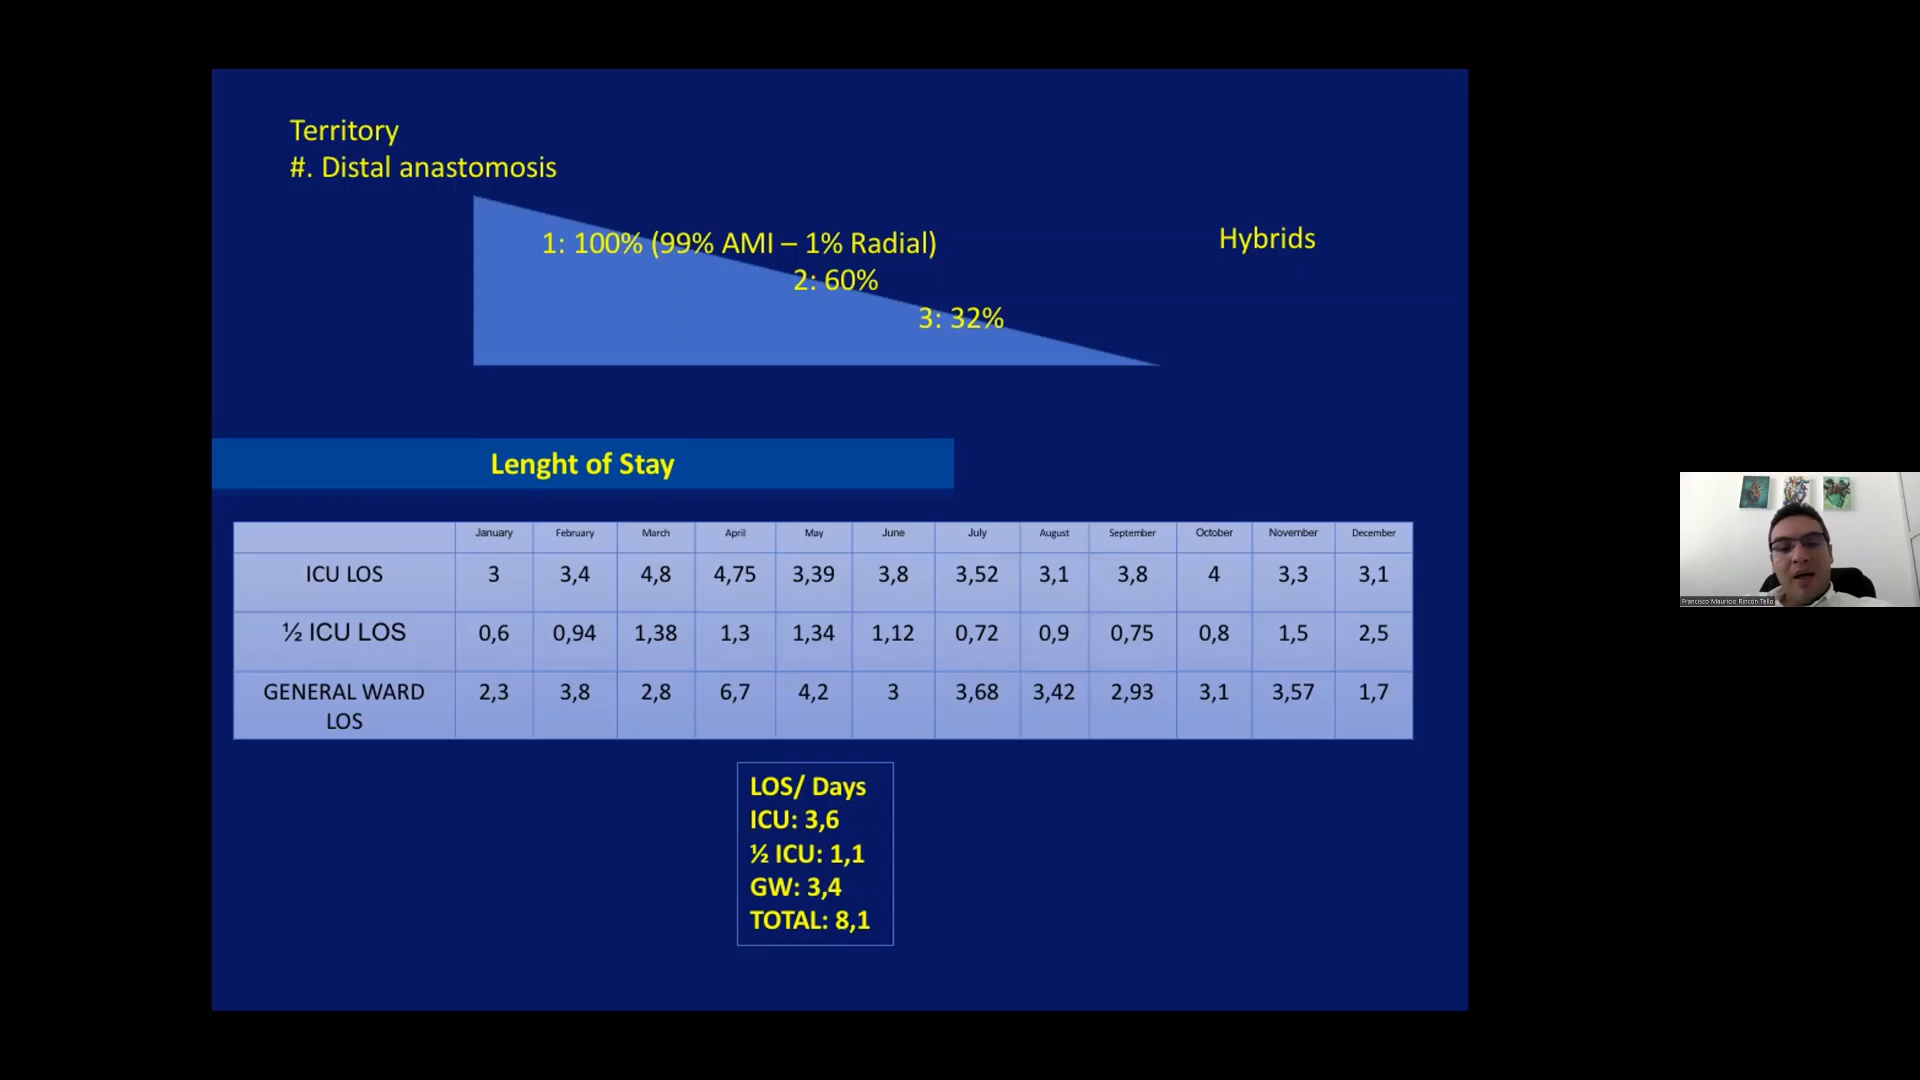 Territory
#. Distal anastomosis
1: 100% (99% AMI – 1% Radial)
Hybrids
2: 60%
3: 32%
Lenght of Stay
January February March April May June July August September October November December
ICU LOS 3 3,4 4,8 4,75 3,39 3,8 3,52 3,1 3,8 4 3,3 3,1
½ ICU LOS 0,6 0,94 1,38 1,3 1,34 1,12 0,72 0,9 0,75 0,8 1,5 2,5
GENERAL WARD LOS 2,3 3,8 2,8 6,7 4,2 3 3,68 3,42 2,93 3,1 3,57 1,7
LOS/ Days
ICU: 3,6
½ ICU: 1,1
GW: 3,4
TOTAL: 8,1
Francisco Mauricio Rincón Tello